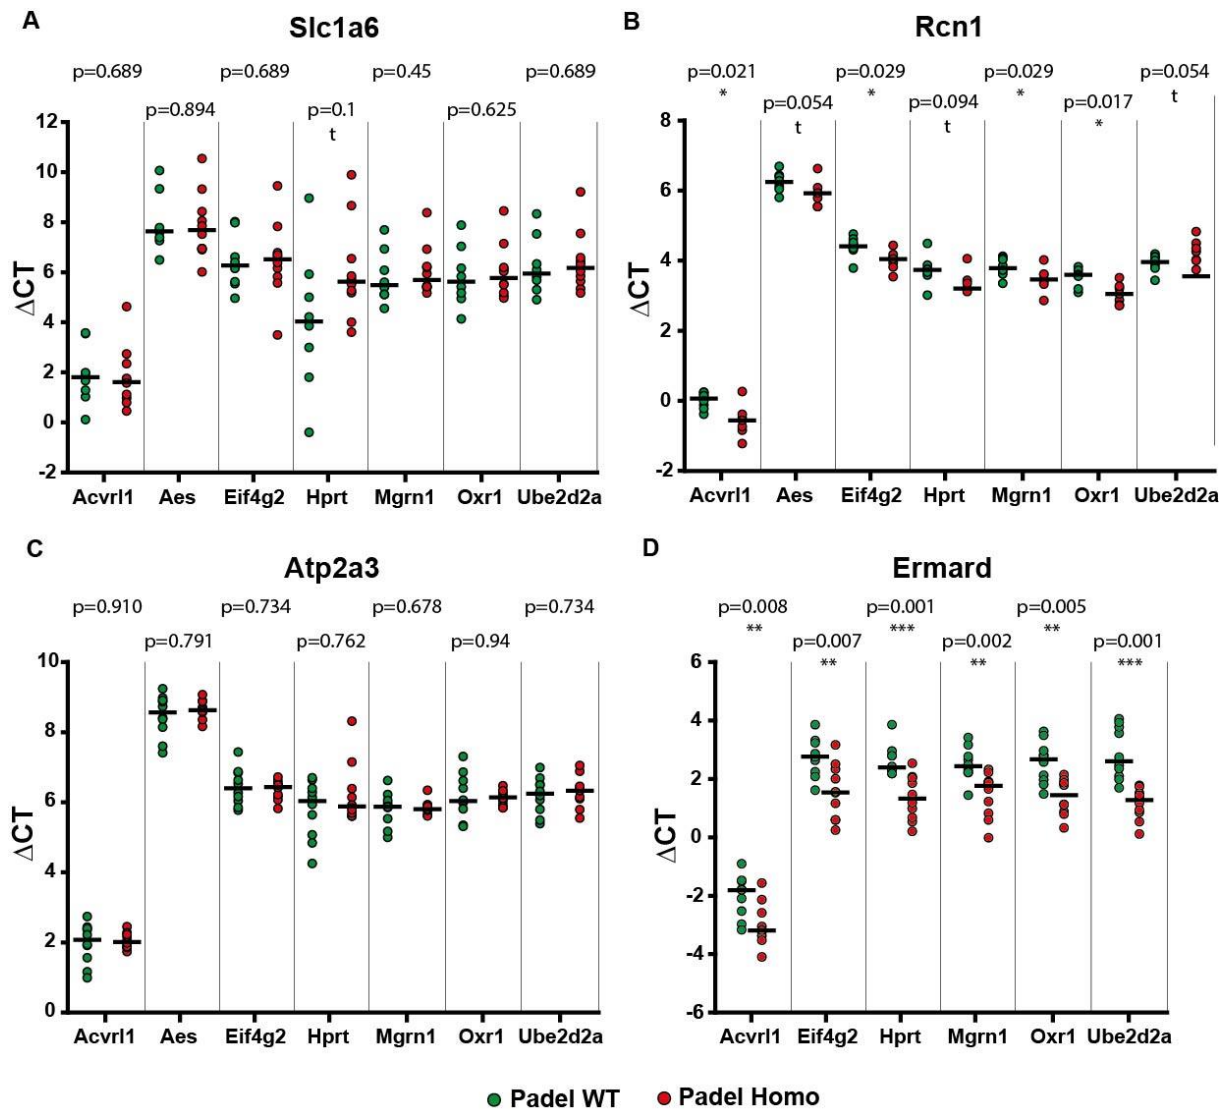 A
Slc1a6
p=0.689
p=0.689
p=0.45
p=0.689
p=0.894
p=0.1
p=0.625
t
12
10
8
6
4
2
0
-2
ΔCT
Acvrl1 Aes Eif4g2 Hprt Mgrn1 Oxr1 Ube2d2a
B
Rcn1
p=0.021
p=0.029
p=0.029
p=0.054
*
*
*
t
p=0.054
p=0.094
p=0.017
t
t
*
8
6
4
2
0
-2
ΔCT
Acvrl1 Aes Eif4g2 Hprt Mgrn1 Oxr1 Ube2d2a
C
Atp2a3
p=0.910
p=0.734
p=0.678
p=0.734
p=0.791
p=0.762
p=0.94
10
8
6
4
2
0
ΔCT
Acvrl1 Aes Eif4g2 Hprt Mgrn1 Oxr1 Ube2d2a
D
Ermard
p=0.008
p=0.001
p=0.005
**
***
**
p=0.007
p=0.002
p=0.001
**
**
***
6
4
2
0
-2
-4
-6
ΔCT
Acvrl1 Eif4g2 Hprt Mgrn1 Oxr1 Ube2d2a
Padel WT Padel Homo